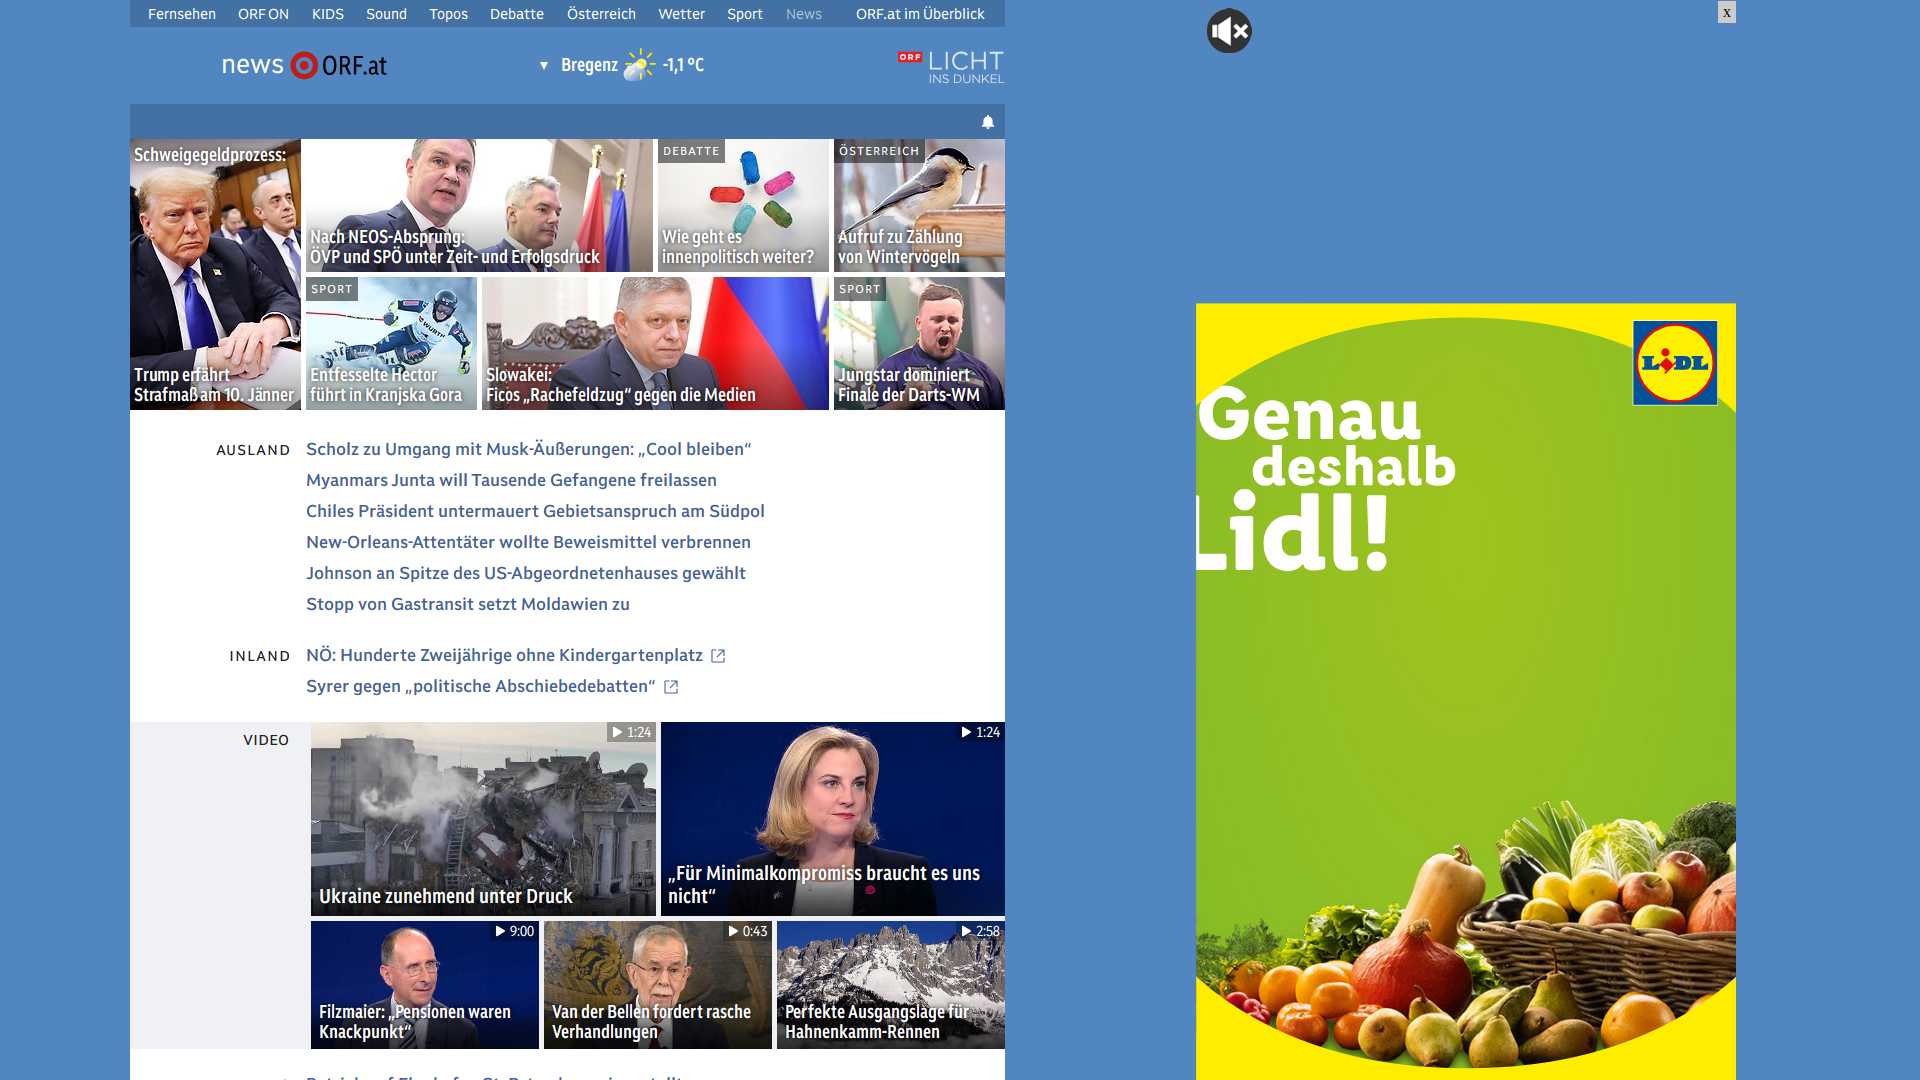 Fernsehen ORF ON KIDS Sound Topos Debatte Österreich Wetter Sport News ORF.at im Überblick
x
news ORF.at
▼ Bregenz -1,1 °C
ORF LICHT
INS DUNKEL
Schweigegeldprozess:
Trump erfährt
Strafmaß am 10. Jänner
Nach NEOS-Absprung:
ÖVP und SPÖ unter Zeit- und Erfolgsdruck
DEBATTE
Wie geht es
innenpolitisch weiter?
ÖSTERREICH
Aufruf zu Zählung
von Wintervögeln
SPORT
WÜRTH
Entfesselte Hector
führt in Kranjska Gora
Slowakei:
Ficos „Rachefeldzug“ gegen die Medien
SPORT
Jungstar dominiert
Finale der Darts-WM
AUSLAND
Scholz zu Umgang mit Musk-Äußerungen: „Cool bleiben“
Myanmars Junta will Tausende Gefangene freilassen
Chiles Präsident untermauert Gebietsanspruch am Südpol
New-Orleans-Attentäter wollte Beweismittel verbrennen
Johnson an Spitze des US-Abgeordnetenhauses gewählt
Stopp von Gastransit setzt Moldawien zu
INLAND
NÖ: Hunderte Zweijährige ohne Kindergartenplatz
Syrer gegen „politische Abschiebedebatten“
VIDEO
1:24
Ukraine zunehmend unter Druck
1:24
„Für Minimalkompromiss braucht es uns
nicht“
9:00
Filzmaier: „Pensionen waren
Knackpunkt“
0:43
Van der Bellen fordert rasche
Verhandlungen
2:58
Perfekte Ausgangslage für
Hahnenkamm-Rennen
LIDL
Genau
deshalb
Lidl!